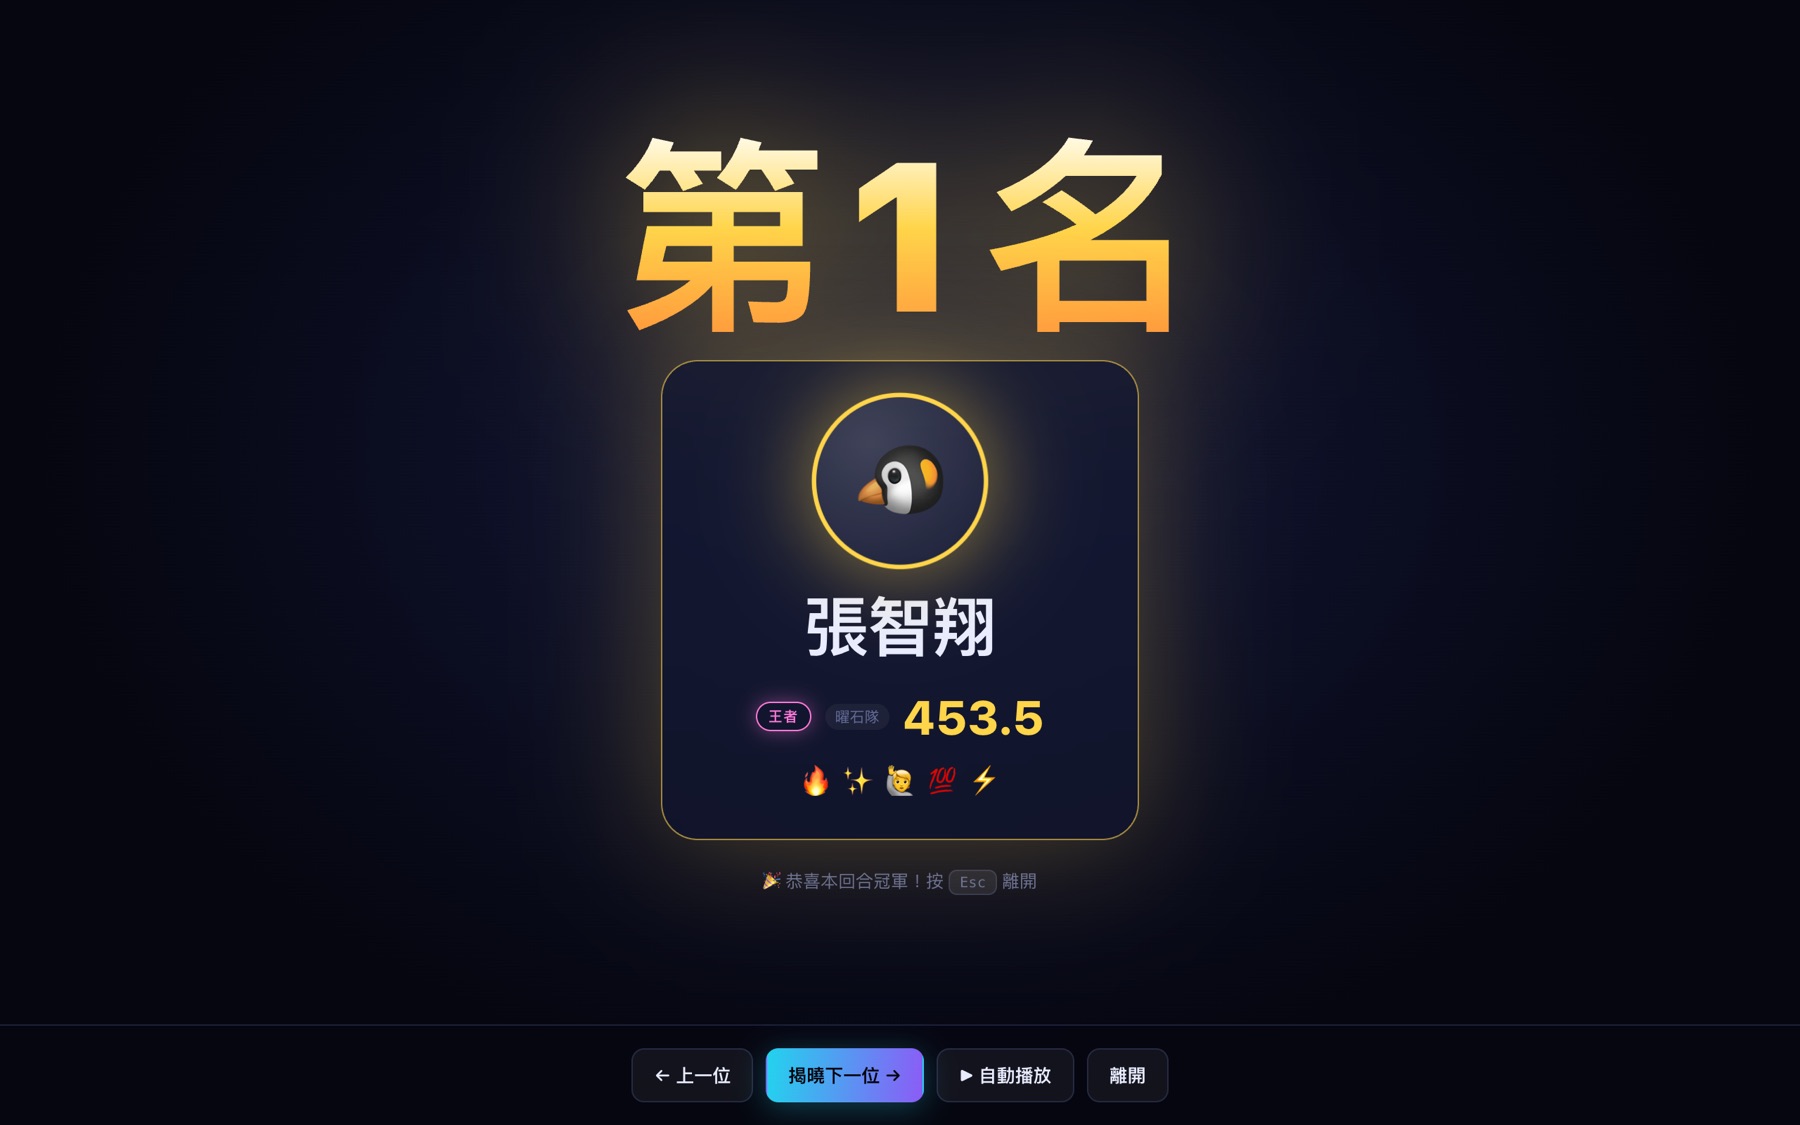 第1名
張智翔
王者 曜石隊 453.5
🔥 ✨ 🙋 💯 ⚡
🎉 恭喜本回合冠軍！按 Esc 離開
← 上一位 揭曉下一位 → ▶ 自動播放 離開